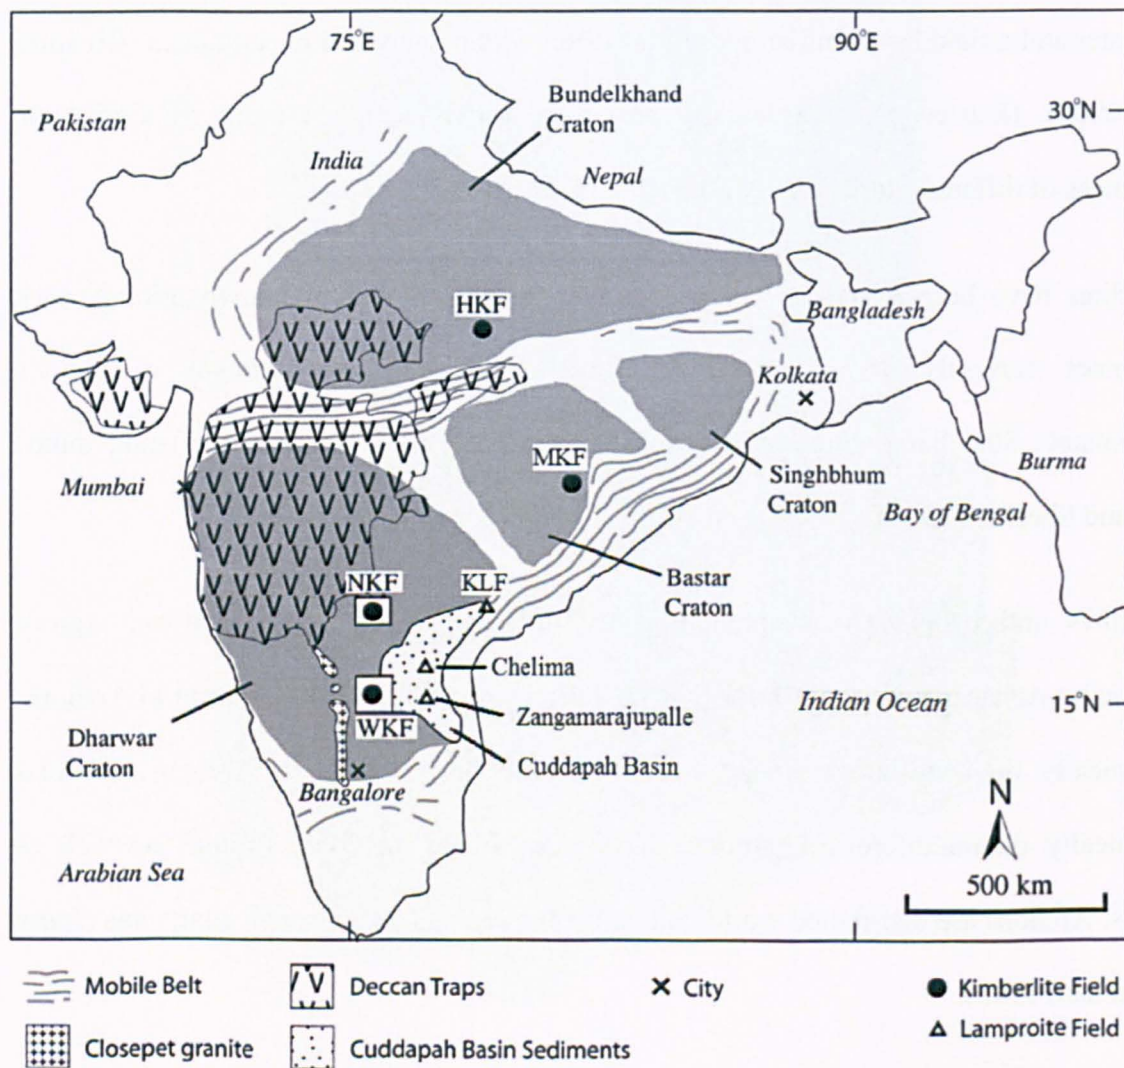 75°E
90°E
Bundelkhand
Craton
30°N
Pakistan
India
Nepal
HKF
Bangladesh
Kolkata
MKF
Mumbai
Singhbhum
Craton
Burma
Bay of Bengal
NKF
KLF
Bastar
Craton
Chelima
Zangamarajupalle
Indian Ocean
15°N
WKF
Dharwar
Craton
Cuddapah Basin
Bangalore
N
Arabian Sea
500 km
Mobile Belt
Deccan Traps
City
Kimberlite Field
Lamproite Field
Closepet granite
Cuddapah Basin Sediments